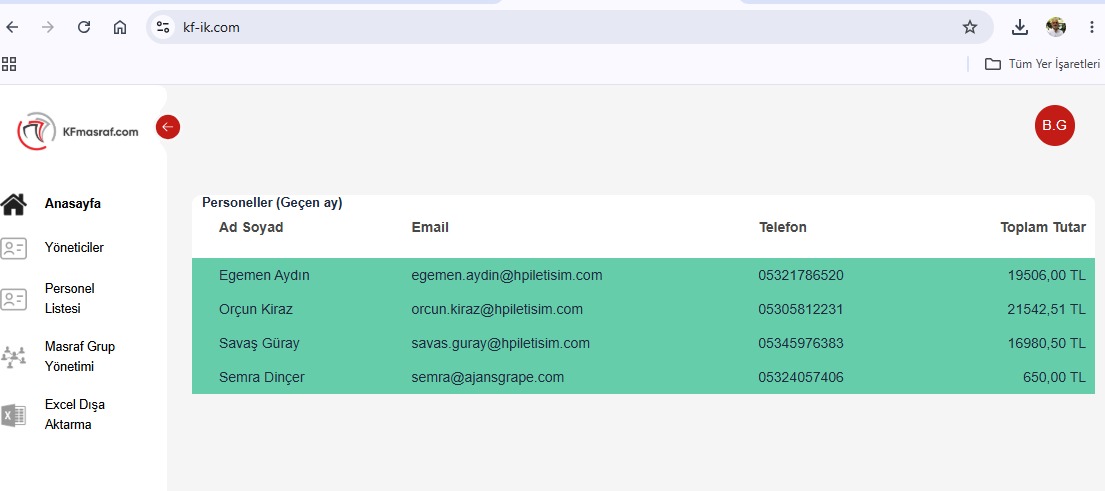 kf-ik.com
Tüm Yer İşaretleri
KFmasraf.com
B.G
Anasayfa
Yöneticiler
Personel
Listesi
Masraf Grup
Yönetimi
Excel Dışa
Aktarma
Personeller (Geçen ay)
Ad Soyad Email Telefon Toplam Tutar
Egemen Aydın egemen.aydin@hpiletisim.com 05321786520 19506,00 TL
Orçun Kiraz orcun.kiraz@hpiletisim.com 05305812231 21542,51 TL
Savaş Güray savas.guray@hpiletisim.com 05345976383 16980,50 TL
Semra Dinçer semra@ajansgrape.com 05324057406 650,00 TL